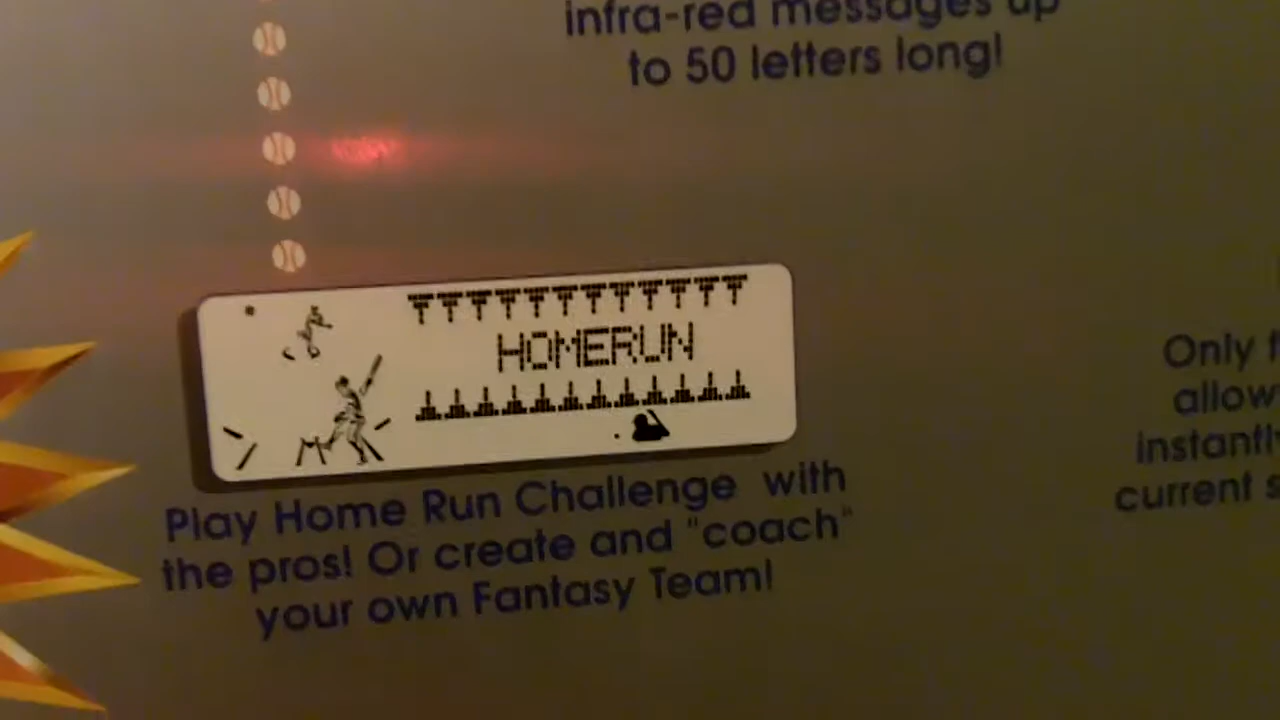 infra-red messages up
to 50 letters long!
HOMERUN
Play Home Run Challenge with
the pros! Or create and "coach"
your own Fantasy Team!
Only
allow
instantly
current